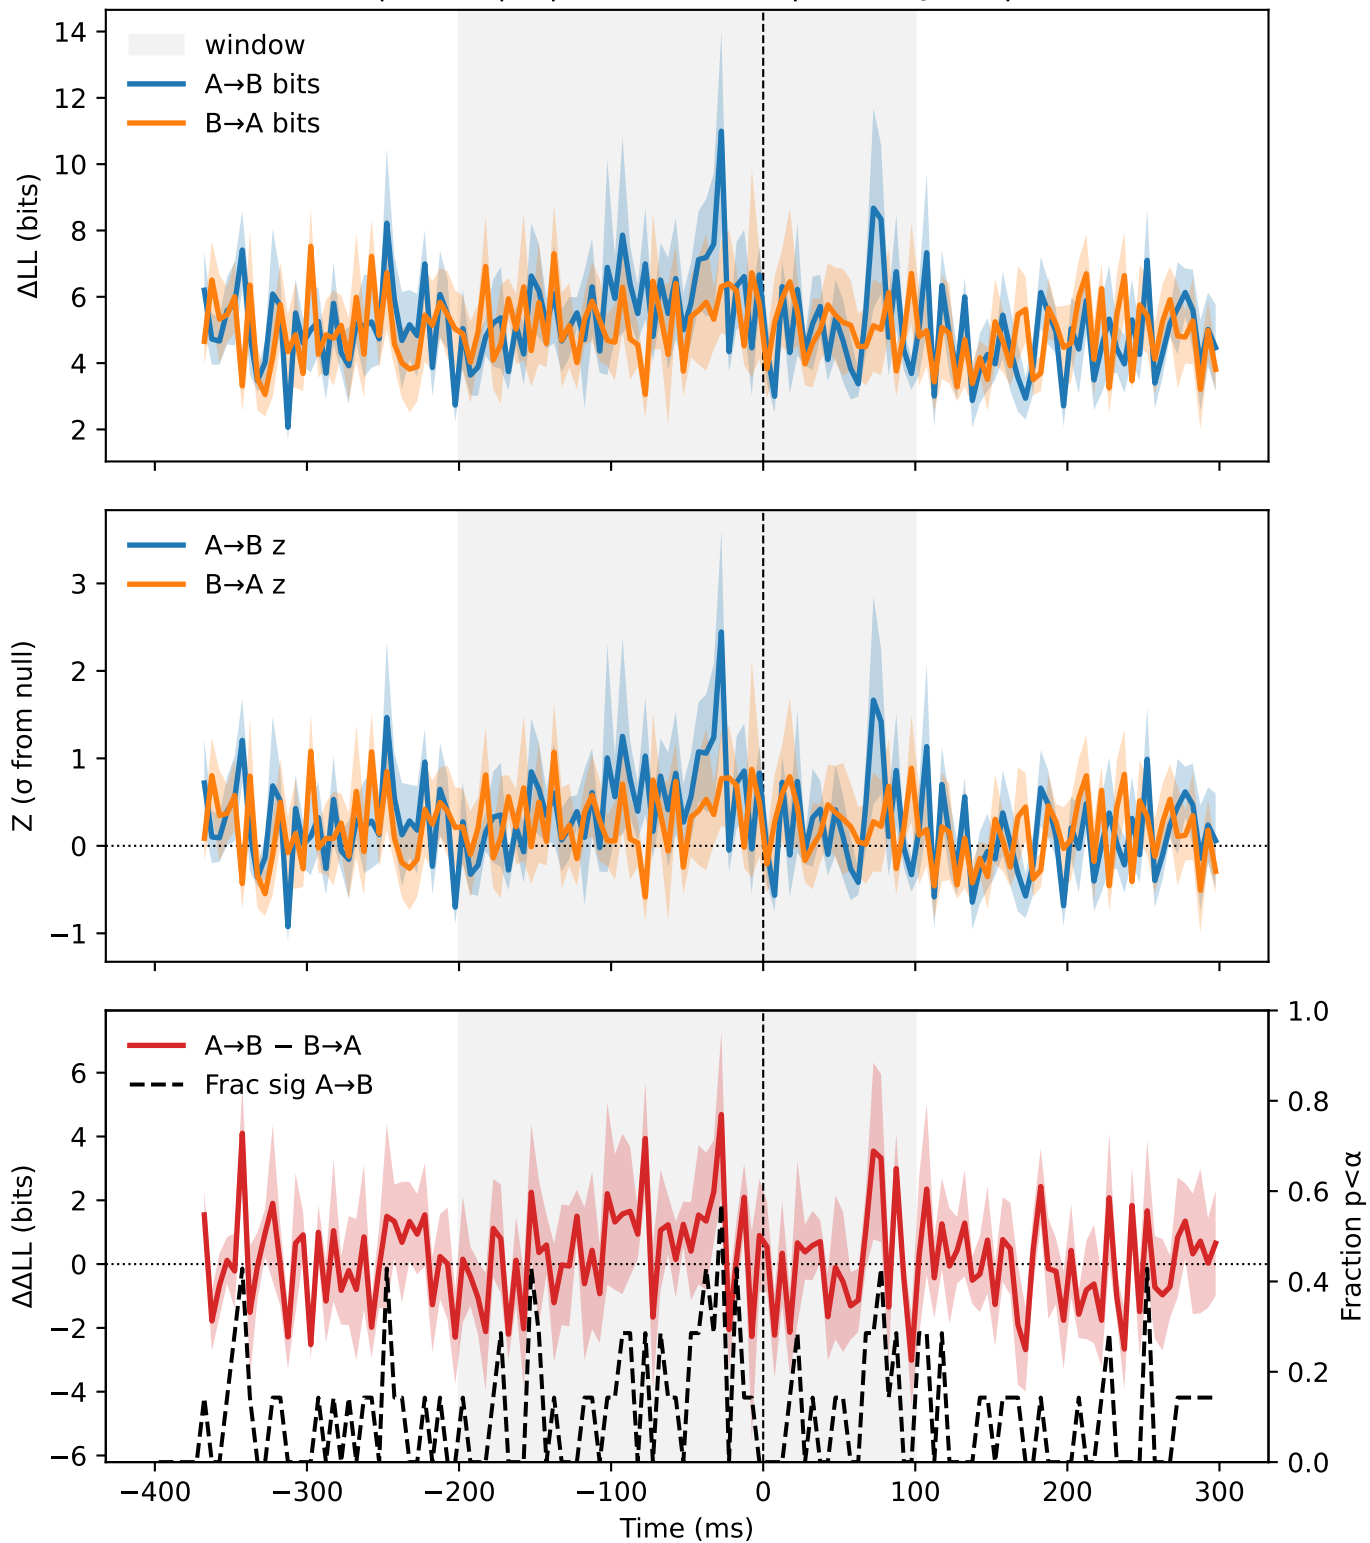 14
12
10
8
6
4
2
ΔLL (bits)
window
A→B bits
B→A bits
3
2
1
0
−1
Z (σ from null)
A→B z
B→A z
6
4
2
0
−2
−4
−6
ΔΔLL (bits)
A→B − B→A
Frac sig A→B
1.0
0.8
0.6
0.4
0.2
0.0
Fraction p<α
−400 −300 −200 −100 0 100 200 300
Time (ms)